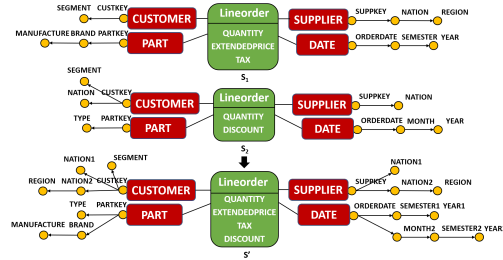 SEGMENT CUSTKEY CUSTOMER Lineorder SUPPLIER SUPPKEY NATION REGION
MANUFACTURE BRAND PARTKEY PART QUANTITY DATE ORDERDATE SEMESTER YEAR
EXTENDEDPRICE
TAX
S1
SEGMENT
NATION CUSTKEY CUSTOMER Lineorder SUPPLIER SUPPKEY NATION
TYPE PARTKEY PART QUANTITY DATE ORDERDATE MONTH YEAR
DISCOUNT
S2
NATION1 SEGMENT NATION1
REGION NATION2 CUSTKEY CUSTOMER Lineorder SUPPLIER SUPPKEY NATION2 REGION
TYPE PARTKEY PART QUANTITY DATE ORDERDATE SEMESTER1 YEAR1
MANUFACTURE BRAND EXTENDEDPRICE
TAX MONTH2 SEMESTER2 YEAR2
DISCOUNT
S'